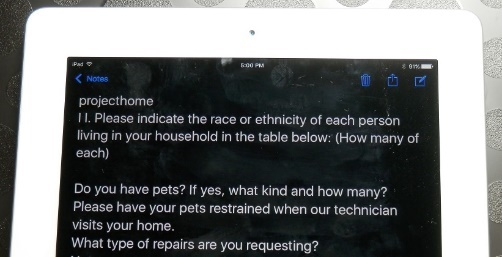 iPad
5:00 PM
91%
Notes
projecthome
11. Please indicate the race or ethnicity of each person
living in your household in the table below: (How many of
each)
Do you have pets? If yes, what kind and how many?
Please have your pets restrained when our technician
visits your home.
What type of repairs are you requesting?